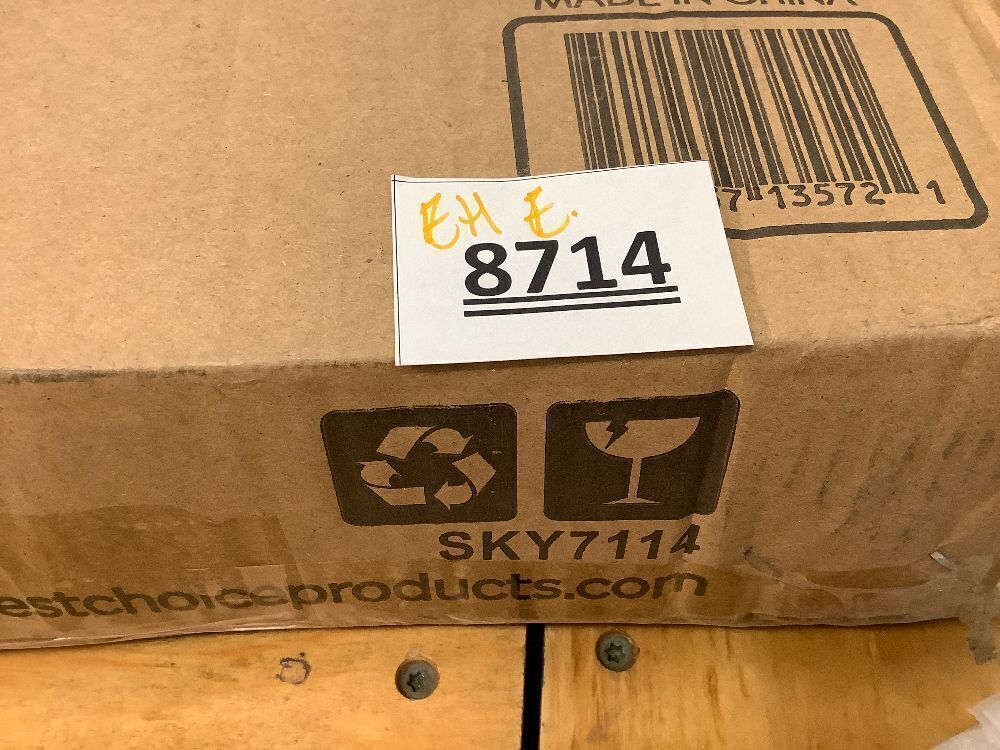 MADE IN CHINA
7 13572 1
EH E.
8714
SKY7114
estchoiceproducts.com